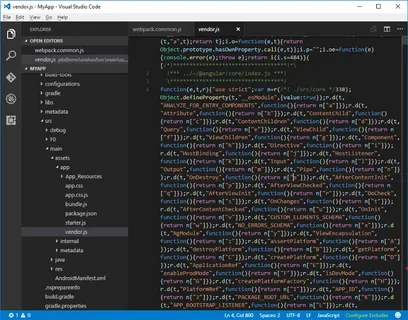 vendor.js - MyApp - Visual Studio Code
File Edit Selection View Go Debug Help
EXPLORER
OPEN EDITORS
webpack.common.js
vendor.js
MYAPP
build-tools
configurations
gradle
libs
metadata
src
debug
F0
main
assets
app
App_Resources
app.css
app.css.js
bundle.js
package.json
starter.js
vendor.js
internal
metadata
java
res
AndroidManifest.xml
.nsprepareinfo
build.gradle
gradle.properties
webpack.common.js
vendor.js
{t,"a",t);return t};i.o=function(e,t){return
Object.prototype.hasOwnProperty.call(e,t)};i.p="";i.oe=function(e)
{console.error(e);throw e};return i(i.s=484)}
/*! ../~/@angular/core/index.js ***!
function(e,t,r){"use strict";var n=r(/*! ./src/core */338);
Object.defineProperty(t,"__esModule",{value:true});r.d(t,
"ANALYZE_FOR_ENTRY_COMPONENTS",function(){return n["a"]});r.d(t,
"Attribute",function(){return n["b"]});r.d(t,"ContentChild",function()
{return n["c"]});r.d(t,"ContentChildren",function(){return n["d"]});r.d(t,
"Query",function(){return n["e"]});r.d(t,"ViewChild",function(){return n
["f"]});r.d(t,"ViewChildren",function(){return n["g"]});r.d(t,"Component",
function(){return n["h"]});r.d(t,"Directive",function(){return n["i"]});r.d
(t,"HostBinding",function(){return n["j"]});r.d(t,"HostListener",
function(){return n["k"]});r.d(t,"Input",function(){return n["l"]});r.d(t,
"Output",function(){return n["m"]});r.d(t,"Pipe",function(){return n["n"]
});r.d(t,"OnDestroy",function(){return n["o"]});r.d(t,"AfterContentInit",
function(){return n["p"]});r.d(t,"AfterViewChecked",function(){return n
["q"]});r.d(t,"AfterViewInit",function(){return n["r"]});r.d(t,"DoCheck",
function(){return n["s"]});r.d(t,"OnChanges",function(){return n["t"]});r.d(t,
"AfterContentChecked",function(){return n["u"]});r.d(t,"OnInit",
function(){return n["v"]});r.d(t,"CUSTOM_ELEMENTS_SCHEMA",function()
{return n["w"]});r.d(t,"NO_ERRORS_SCHEMA",function(){return n["x"]});r.d
(t,"NgModule",function(){return n["y"]});r.d(t,"ViewEncapsulation",
function(){return n["z"]});r.d(t,"assertPlatform",function(){return n["A"]
});r.d(t,"destroyPlatform",function(){return n["B"]});r.d(t,"getPlatform",
function(){return n["C"]});r.d(t,"createPlatform",function(){return n["D"]
});r.d(t,"ApplicationRef",function(){return n["E"]});r.d(t,
"enableProdMode",function(){return n["F"]});r.d(t,"isDevMode",function()
{return n["G"]});r.d(t,"createPlatformFactory",function(){return n["H"]
});r.d(t,"PlatformRef",function(){return n["I"]});r.d(t,"APP_ID",
function(){return n["J"]});r.d(t,"PACKAGE_ROOT_URL",function(){return n
["K"]});r.d(t,"APP_BOOTSTRAP_LISTENER",function(){return n["M"]});r.d(t,
Ln 4, Col 800 Spaces: 2 UTF-8 LF JavaScript Configure Excludes